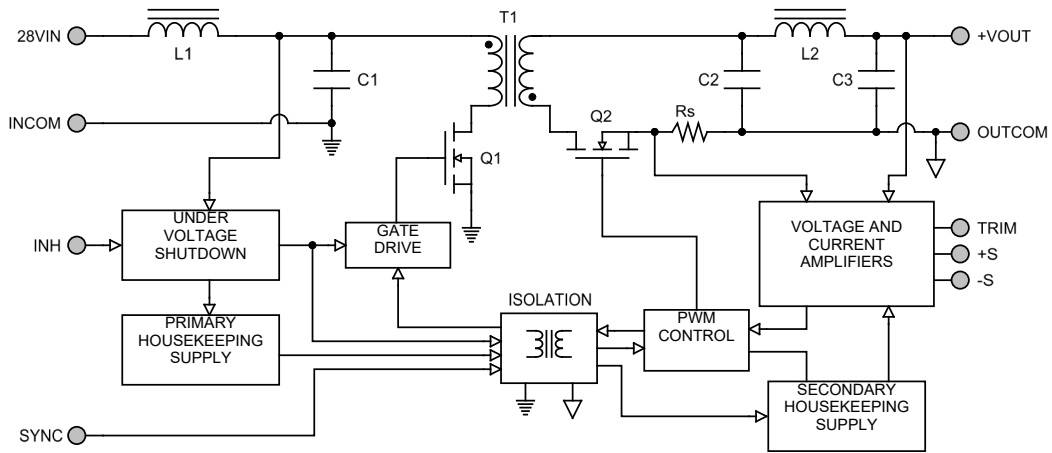 T1
28VIN
L1
C1
L2
+VOUT
C2
C3
INCOM
Rs
Q2
OUTCOM
Q1
UNDER
VOLTAGE
SHUTDOWN
GATE
DRIVE
VOLTAGE AND
CURRENT
AMPLIFIERS
TRIM
+S
-S
INH
ISOLATION
PRIMARY
HOUSEKEEPING
SUPPLY
PWM
CONTROL
SECONDARY
HOUSEKEEPING
SUPPLY
SYNC